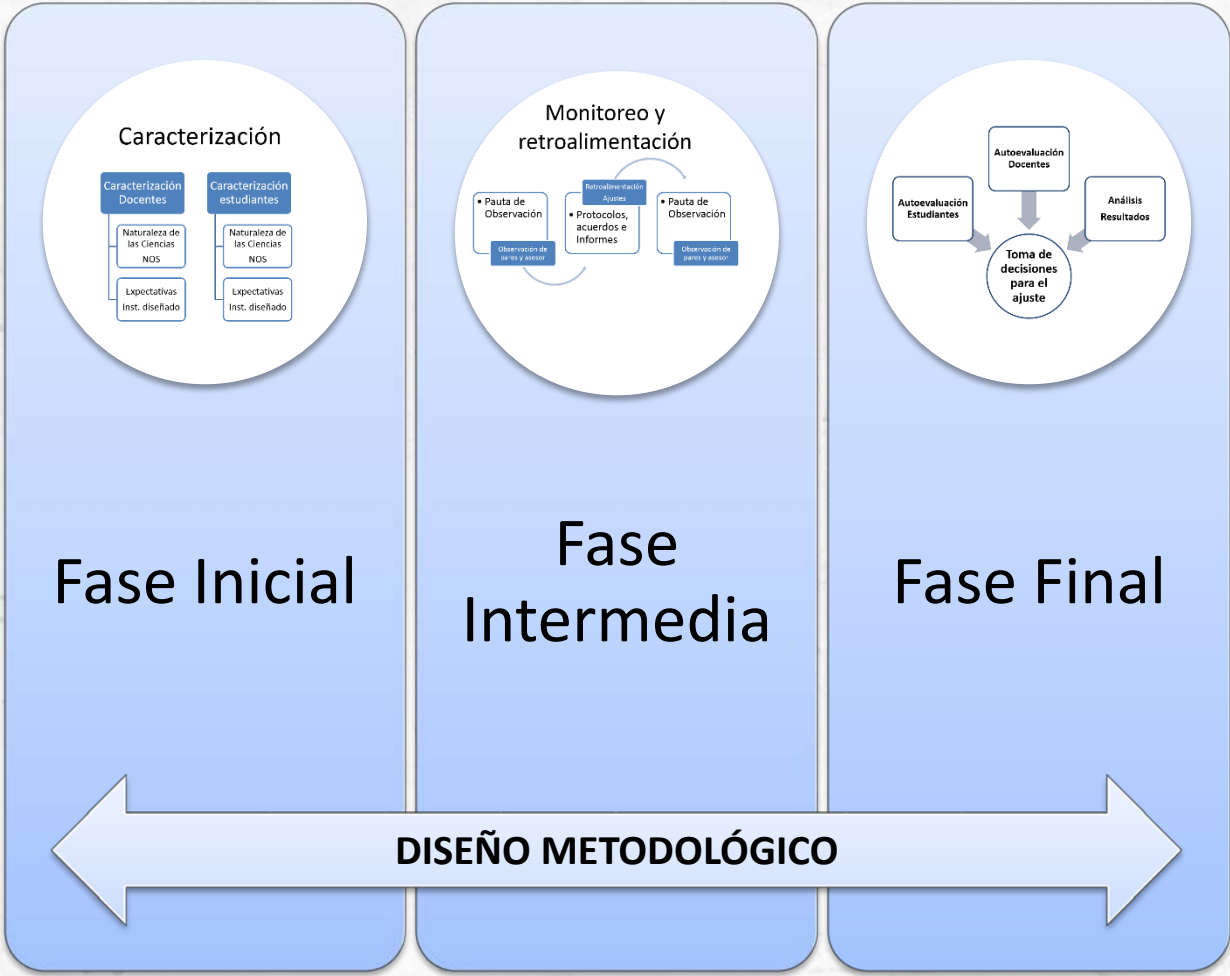 Caracterización
Caracterización
Docentes
Naturaleza de
las Ciencias
NOS
Expectativas
Inst. diseñado
Caracterización
estudiantes
Naturaleza de
las Ciencias
NOS
Expectativas
Inst. diseñado
Fase Inicial
Monitoreo y
retroalimentación
• Pauta de
Observación
Observación de
pares y asesor
Retroalimentación
Ajustes
• Protocolos,
acuerdos e
Informes
• Pauta de
Observación
Observación de
pares y asesor
Fase
Intermedia
Autoevaluación
Estudiantes
Autoevaluación
Docentes
Análisis
Resultados
Toma de
decisiones
para el
ajuste
Fase Final
DISEÑO METODOLÓGICO